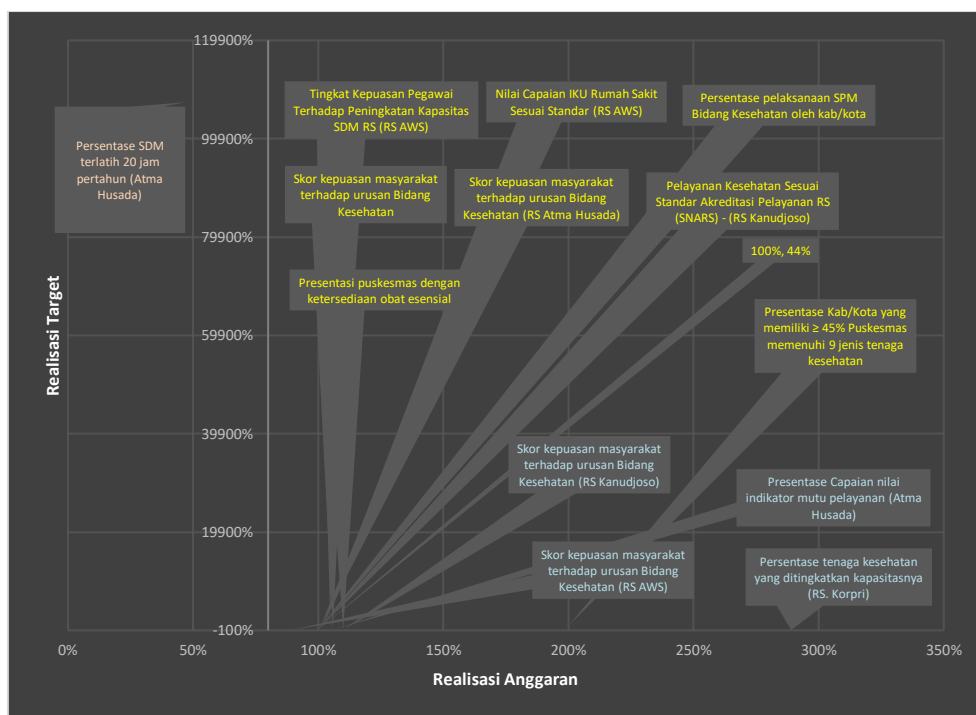 119900%
99900%
79900%
59900%
39900%
19900%
-100%
Realisasi Target
Persentase SDM
terlatih 20 jam
pertahun (Atma
Husada)
Tingkat Kepuasan Pegawai
Terhadap Peningkatan Kapasitas
SDM RS (RS AWS)
Nilai Capaian IKU Rumah Sakit
Sesuai Standar (RS AWS)
Persentase pelaksanaan SPM
Bidang Kesehatan oleh kab/kota
Skor kepuasan masyarakat
terhadap urusan Bidang
Kesehatan
Skor kepuasan masyarakat
terhadap urusan Bidang
Kesehatan (RS Atma Husada)
Pelayanan Kesehatan Sesuai
Standar Akreditasi Pelayanan RS
(SNARS) - (RS Kanudjoso)
100%, 44%
Presentasi puskesmas dengan
ketersediaan obat esensial
Presentase Kab/Kota yang
memiliki ≥ 45% Puskesmas
memenuhi 9 jenis tenaga
kesehatan
Skor kepuasan masyarakat
terhadap urusan Bidang
Kesehatan (RS Kanudjoso)
Presentase Capaian nilai
indikator mutu pelayanan (Atma
Husada)
Skor kepuasan masyarakat
terhadap urusan Bidang
Kesehatan (RS AWS)
Persentase tenaga kesehatan
yang ditingkatkan kapasitasnya
(RS. Korpri)
0%
50%
100%
150%
200%
250%
300%
350%
Realisasi Anggaran